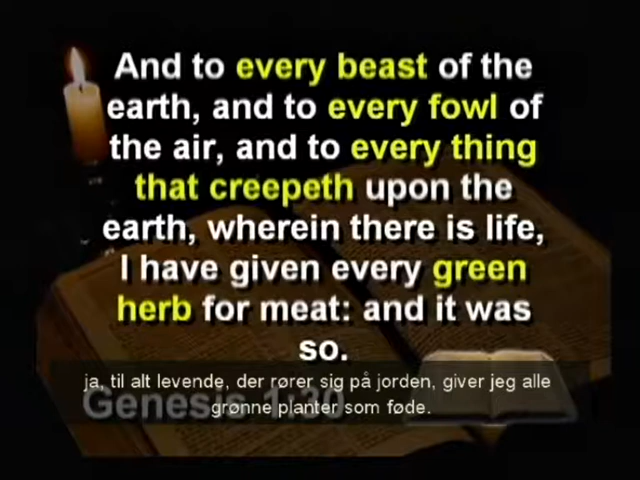 And to every beast of the
earth, and to every fowl of
the air, and to every thing
that creepeth upon the
earth, wherein there is life,
I have given every green
herb for meat: and it was
so.
ja, til alt levende, der rører sig på jorden, giver jeg alle
grønne planter som føde.
Genesis 1:30